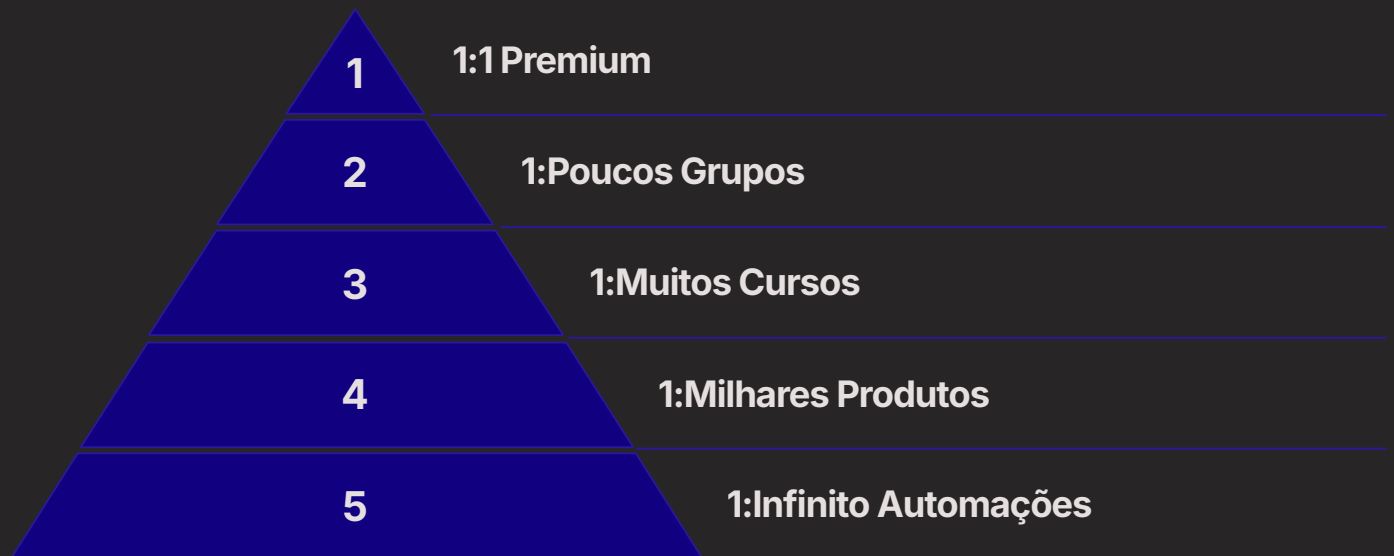 1
1:1 Premium
2
1:Poucos Grupos
3
1:Muitos Cursos
4
1:Milhares Produtos
5
1:Infinito Automações